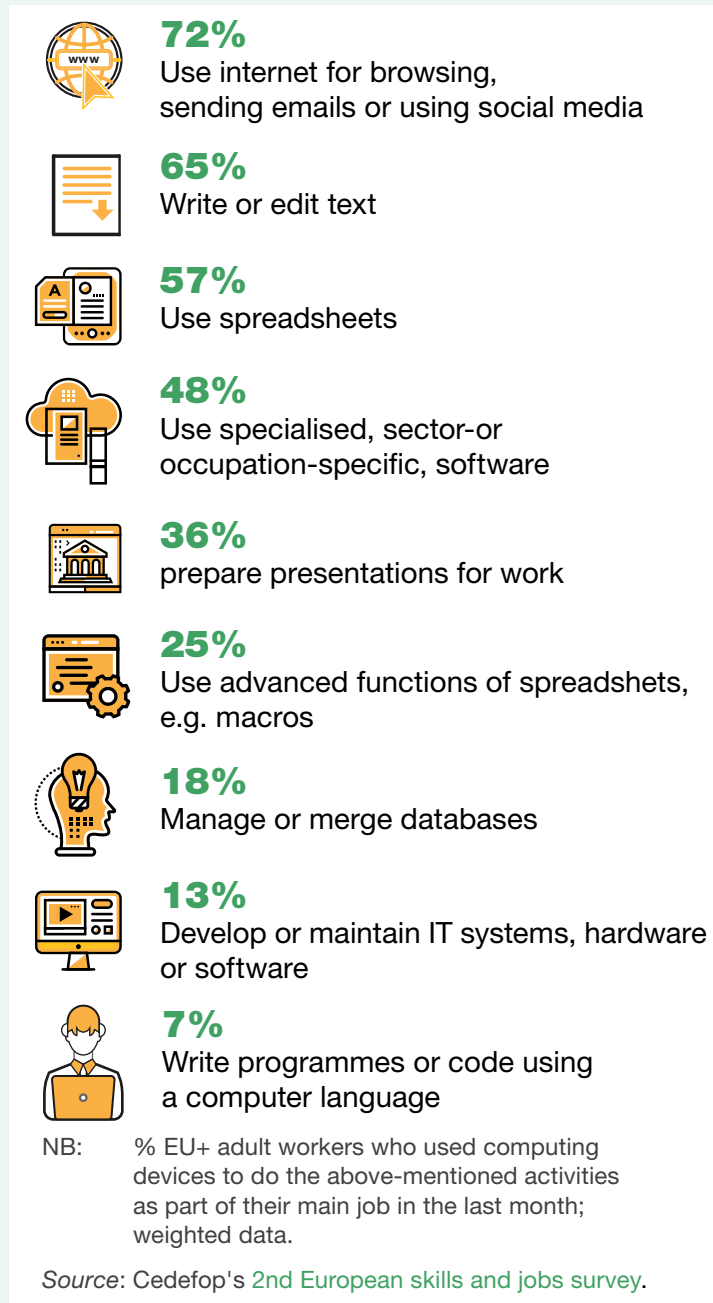 www
72%
Use internet for browsing,
sending emails or using social media
65%
Write or edit text
A
57%
Use spreadsheets
48%
Use specialised, sector-or
occupation-specific, software
36%
prepare presentations for work
25%
Use advanced functions of spreadshets,
e.g. macros
18%
Manage or merge databases
13%
Develop or maintain IT systems, hardware
or software
7%
Write programmes or code using
a computer language
NB: % EU+ adult workers who used computing
devices to do the above-mentioned activities
as part of their main job in the last month;
weighted data.
Source: Cedefop's 2nd European skills and jobs survey.